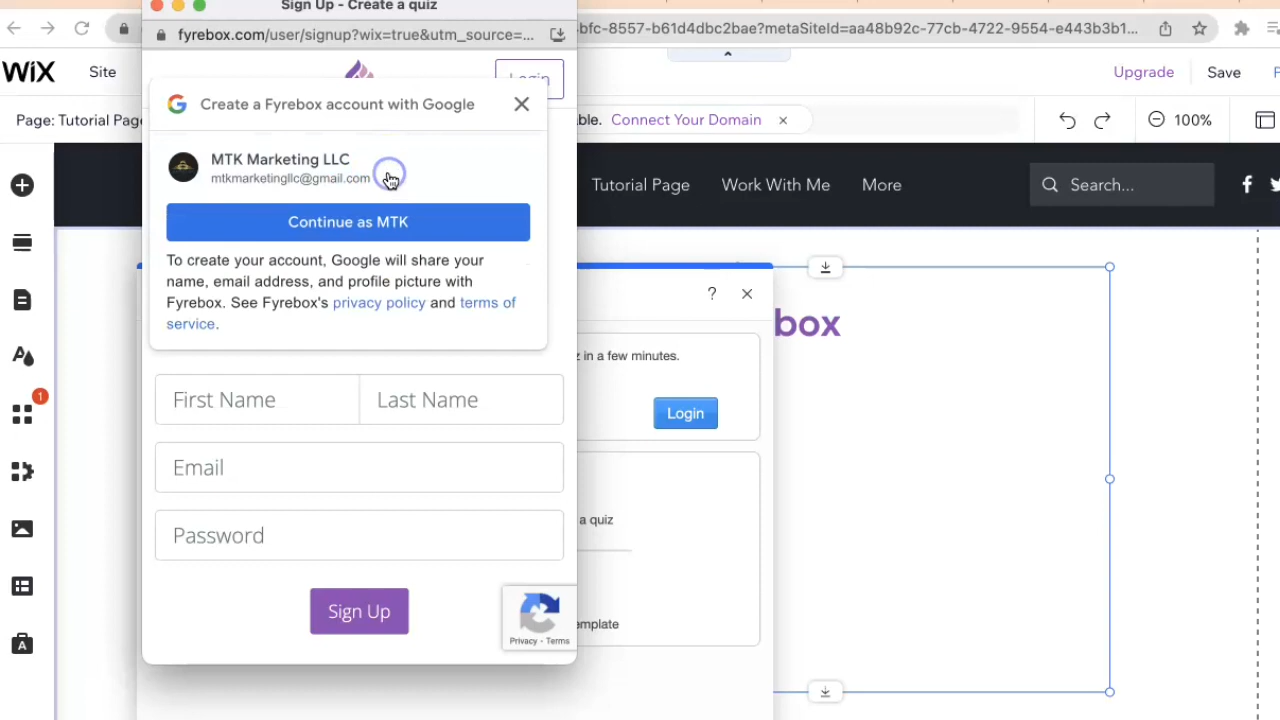 Sign Up - Create a quiz
fyrebox.com/user/signup?wix=true&utm_source=...
bfc-8557-b61d4dbc2bae?metaSiteId=aa48b92c-77cb-4722-9554-e443b3b1...
WiX
Site
Login
Upgrade
Save
Page: Tutorial Page
Create a Fyrebox account with Google
ble.
Connect Your Domain
100%
MTK Marketing LLC
mtkmarketingllc@gmail.com
Tutorial Page
Work With Me
More
Search...
Continue as MTK
To create your account, Google will share your
name, email address, and profile picture with
Fyrebox. See Fyrebox's privacy policy and terms of
service.
?
box
z in a few minutes.
1
First Name
Last Name
Login
Email
a quiz
Password
Sign Up
emplate
Privacy - Terms
A